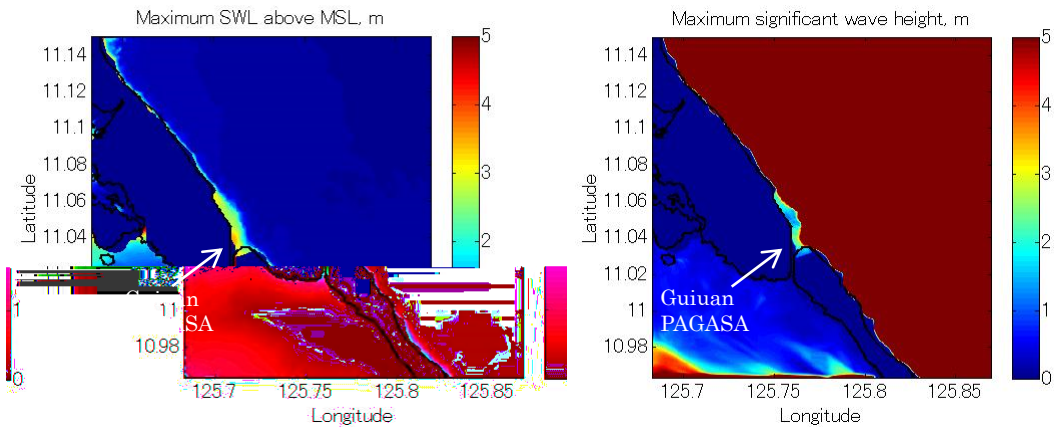 Maximum SWL above MSL, m
11.14
11.12
11.1
11.08
11.06
11.04
Latitude
5
4
3
2
1
0
11
10.98
125.7 125.75 125.8 125.85
Longitude
Maximum significant wave height, m
11.14
11.12
11.1
11.08
11.06
11.04
11.02
11
10.98
Latitude
Guiuan
PAGASA
5
4
3
2
1
0
125.7 125.75 125.8 125.85
Longitude